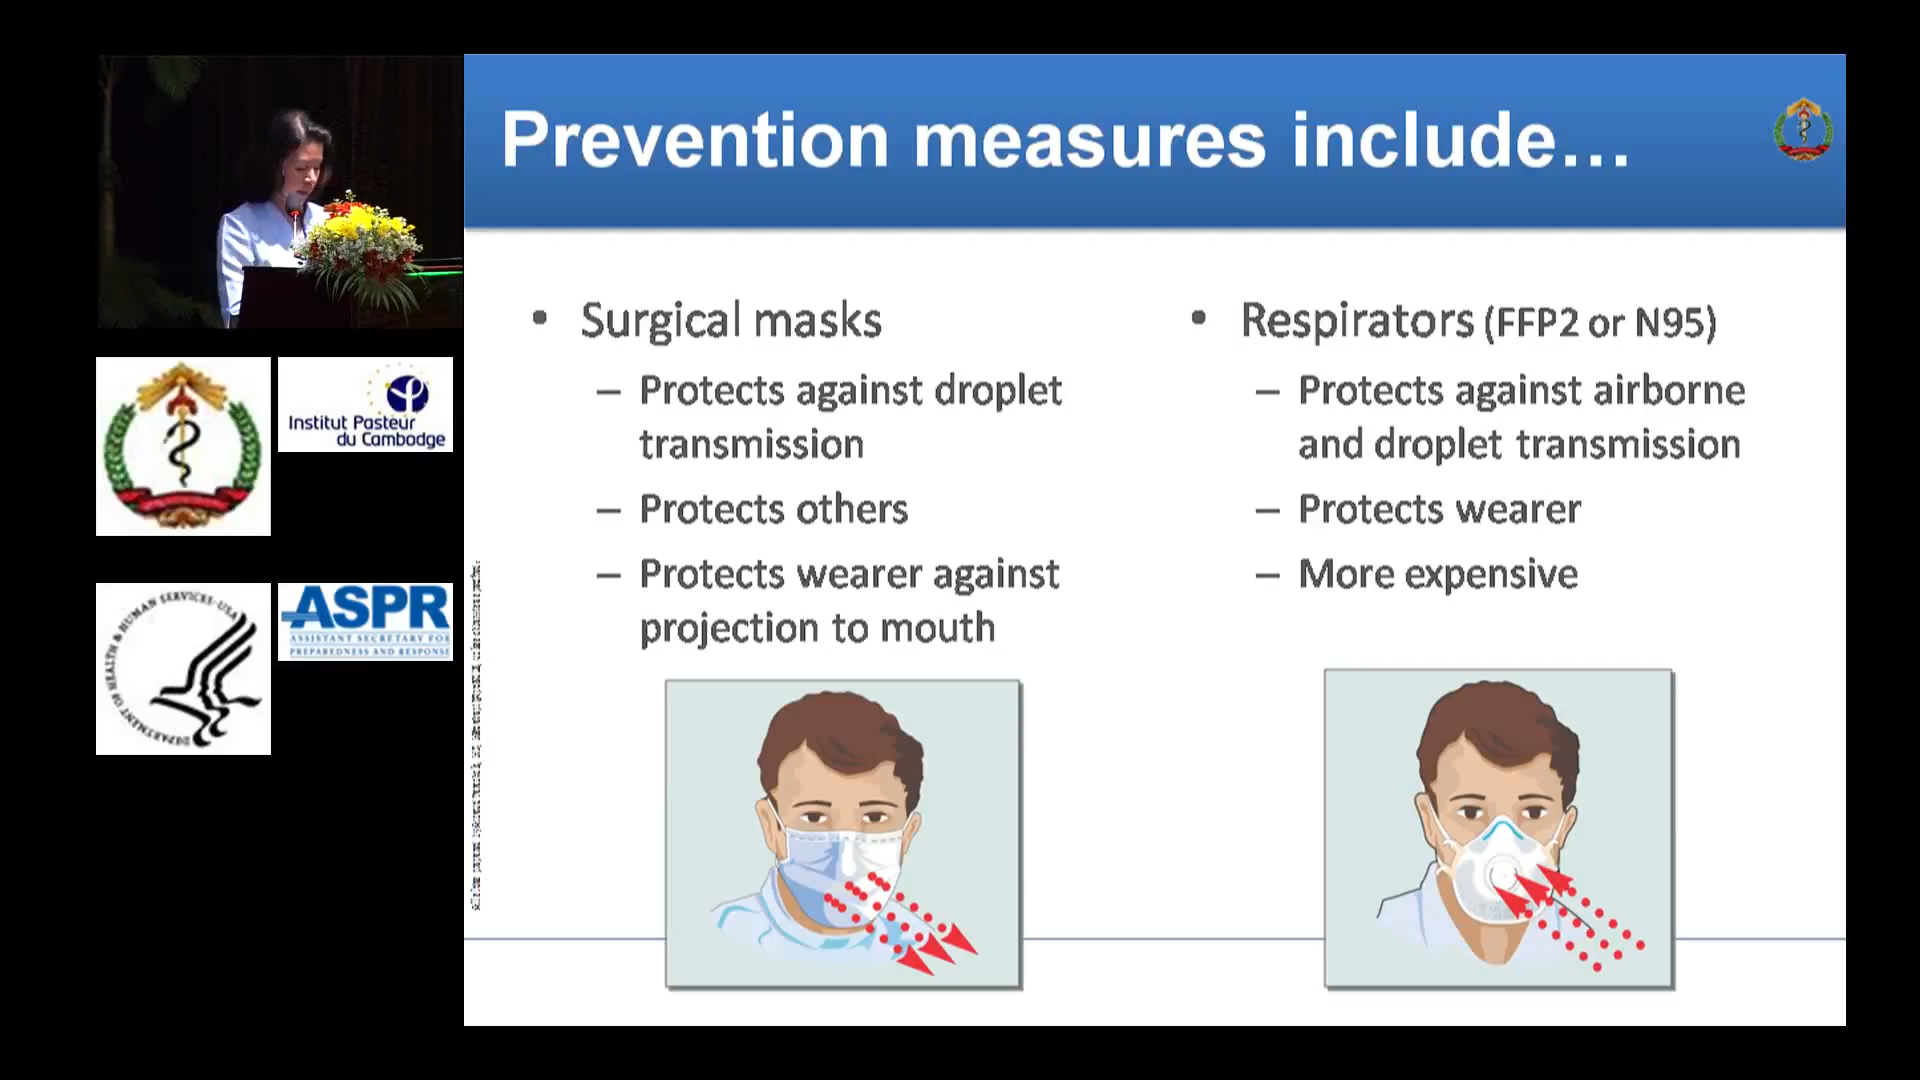 Prevention measures include…
• Surgical masks
– Protects against droplet
transmission
– Protects others
– Protects wearer against
projection to mouth
• Respirators (FFP2 or N95)
– Protects against airborne
and droplet transmission
– Protects wearer
– More expensive
Institut Pasteur
du Cambodge
DEPARTMENT OF HEALTH & HUMAN SERVICES·USA
ASPR
ASSISTANT SECRETARY FOR
PREPAREDNESS AND RESPONSE